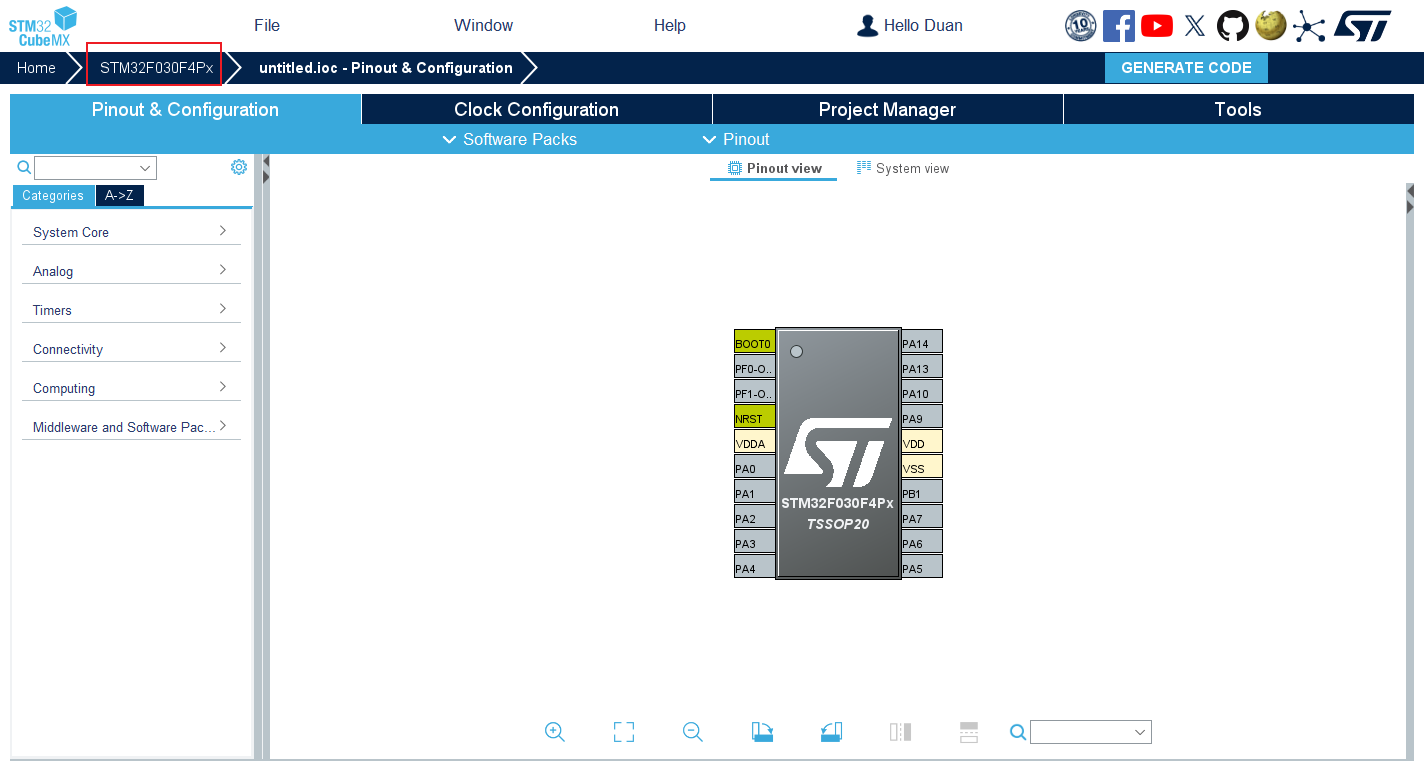 STM32
CubeMX
File
Window
Help
Hello Duan
10
Home
STM32F030F4Px
untitled.ioc - Pinout & Configuration
GENERATE CODE
Pinout & Configuration
Clock Configuration
Project Manager
Tools
Software Packs
Pinout
Pinout view
System view
Categories
A->Z
System Core
Analog
Timers
Connectivity
Computing
Middleware and Software Pac...
BOOT0
PF0-O..
PF1-O..
NRST
VDDA
PA0
PA1
PA2
PA3
PA4
STM32F030F4Px
TSSOP20
PA14
PA13
PA10
PA9
VDD
VSS
PB1
PA7
PA6
PA5